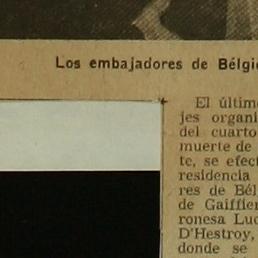 Los embajadores de Bélgi
El últim
jes organi
del cuarto
muerte de
te, se efect
residencia
res de Bél
de Gaiffier
ronesa Luc
D'Hestroy,
donde se